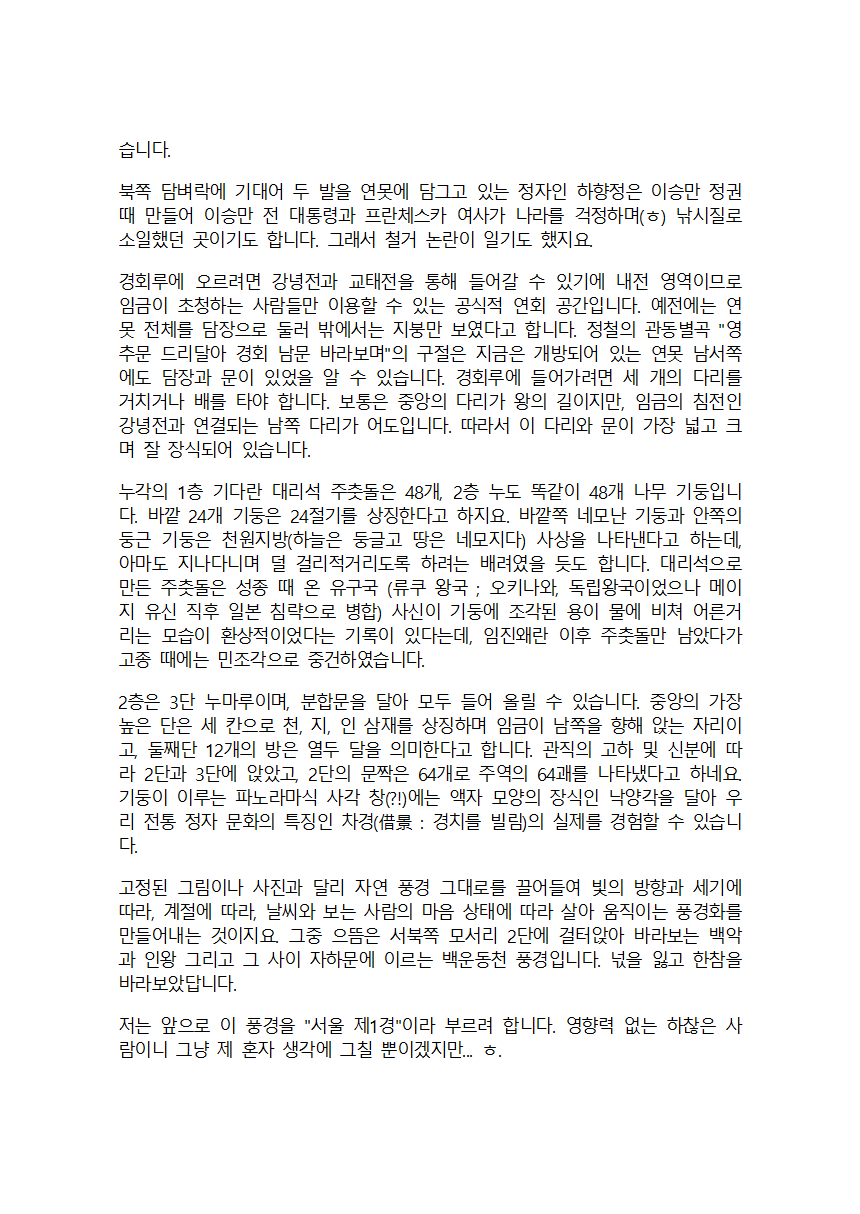 습니다.
북쪽 담벼락에 기대어 두 발을 연못에 담그고 있는 정자인 하향정은 이승만 정권
때 만들어 이승만 전 대통령과 프란체스카 여사가 나라를 걱정하며(ㅎ) 낚시질로
소일했던 곳이기도 합니다. 그래서 철거 논란이 일기도 했지요.
경회루에 오르려면 강녕전과 교태전을 통해 들어갈 수 있기에 내전 영역이므로
임금이 초청하는 사람들만 이용할 수 있는 공식적 연회 공간입니다. 예전에는 연
못 전체를 담장으로 둘러 밖에서는 지붕만 보였다고 합니다. 정철의 관동별곡 "영
추문 드리달아 경회 남문 바라보며"의 구절은 지금은 개방되어 있는 연못 남서쪽
에도 담장과 문이 있었을 알 수 있습니다. 경회루에 들어가려면 세 개의 다리를
거치거나 배를 타야 합니다. 보통은 중앙의 다리가 왕의 길이지만, 임금의 침전인
강녕전과 연결되는 남쪽 다리가 어도입니다. 따라서 이 다리와 문이 가장 넓고 크
며 잘 장식되어 있습니다.
누각의 1층 기다란 대리석 주춧돌은 48개, 2층 누도 똑같이 48개 나무 기둥입니
다. 바깥 24개 기둥은 24절기를 상징한다고 하지요. 바깥쪽 네모난 기둥과 안쪽의
둥근 기둥은 천원지방(하늘은 둥글고 땅은 네모지다) 사상을 나타낸다고 하는데,
아마도 지나다니며 덜 걸리적거리도록 하려는 배려였을 듯도 합니다. 대리석으로
만든 주춧돌은 성종 때 온 유구국 (류쿠 왕국 ; 오키나와, 독립왕국이었으나 메이
지 유신 직후 일본 침략으로 병합) 사신이 기둥에 조각된 용이 물에 비쳐 어른거
리는 모습이 환상적이었다는 기록이 있다는데, 임진왜란 이후 주춧돌만 남았다가
고종 때에는 민조각으로 중건하였습니다.
2층은 3단 누마루이며, 분합문을 달아 모두 들어 올릴 수 있습니다. 중앙의 가장
높은 단은 세 칸으로 천, 지, 인 삼재를 상징하며 임금이 남쪽을 향해 앉는 자리이
고, 둘째단 12개의 방은 열두 달을 의미한다고 합니다. 관직의 고하 및 신분에 따
라 2단과 3단에 앉았고, 2단의 문짝은 64개로 주역의 64괘를 나타냈다고 하네요.
기둥이 이루는 파노라마식 사각 창(?!)에는 액자 모양의 장식인 낙양각을 달아 우
리 전통 정자 문화의 특징인 차경(借景 : 경치를 빌림)의 실제를 경험할 수 있습니
다.
고정된 그림이나 사진과 달리 자연 풍경 그대로를 끌어들여 빛의 방향과 세기에
따라, 계절에 따라, 날씨와 보는 사람의 마음 상태에 따라 살아 움직이는 풍경화를
만들어내는 것이지요. 그중 으뜸은 서북쪽 모서리 2단에 걸터앉아 바라보는 백악
과 인왕 그리고 그 사이 자하문에 이르는 백운동천 풍경입니다. 넋을 잃고 한참을
바라보았답니다.
저는 앞으로 이 풍경을 "서울 제1경"이라 부르려 합니다. 영향력 없는 하찮은 사
람이니 그냥 제 혼자 생각에 그칠 뿐이겠지만... ㅎ.